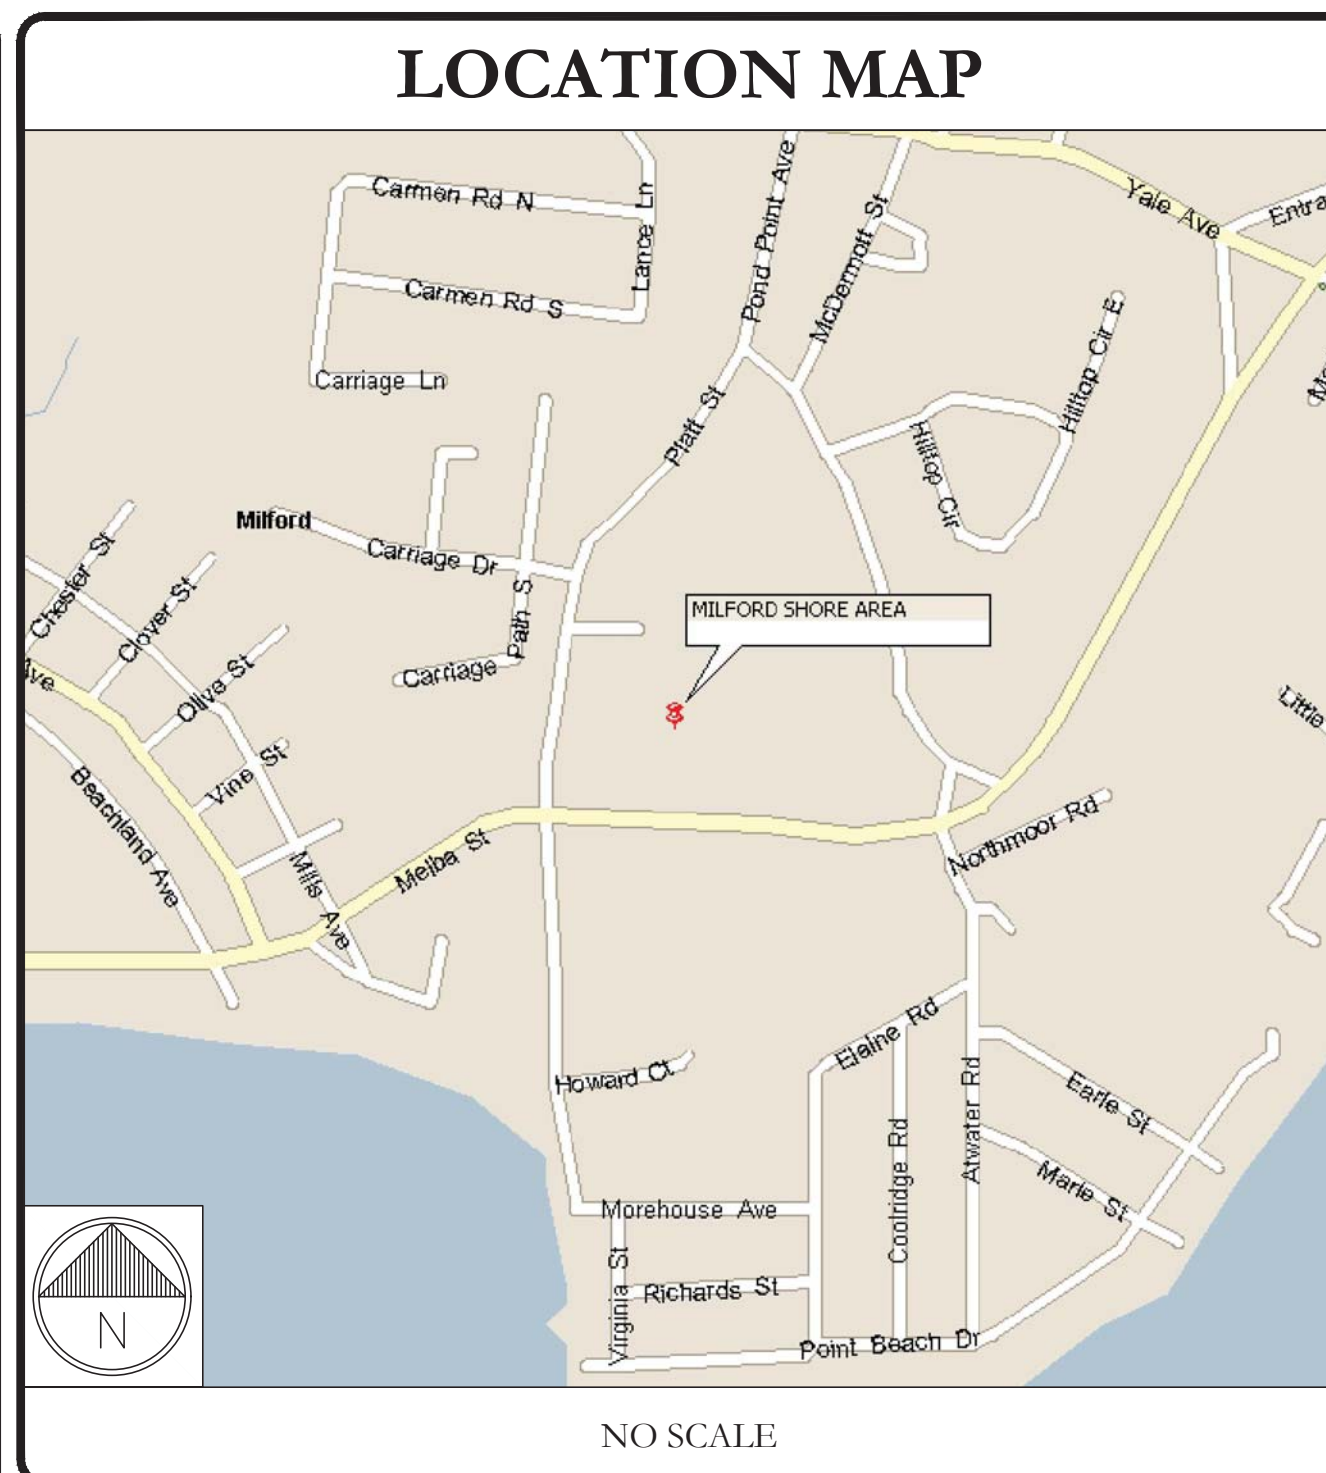 LOCATION MAP
Carmen Rd N
Lance Ln
Pond Point Ave
McDermott St
Yale Ave
Entra
Carmen Rd S
Carriage Ln
Platt St
Hilltop Cir E
Hilltop Cir
Milford
Carriage Dr
Path S
Carriage
Chester St
Clover St
Olive St
Vine St
Ave
MILFORD SHORE AREA
Little
Beachland Ave
Mills Ave
Melba St
Northmoor Rd
Elaine Rd
Howard Ct
Atwater Rd
Earle St
Coolridge Rd
Marie St
Morehouse Ave
Virginia St
Richards St
Point Beach Dr
N
NO SCALE